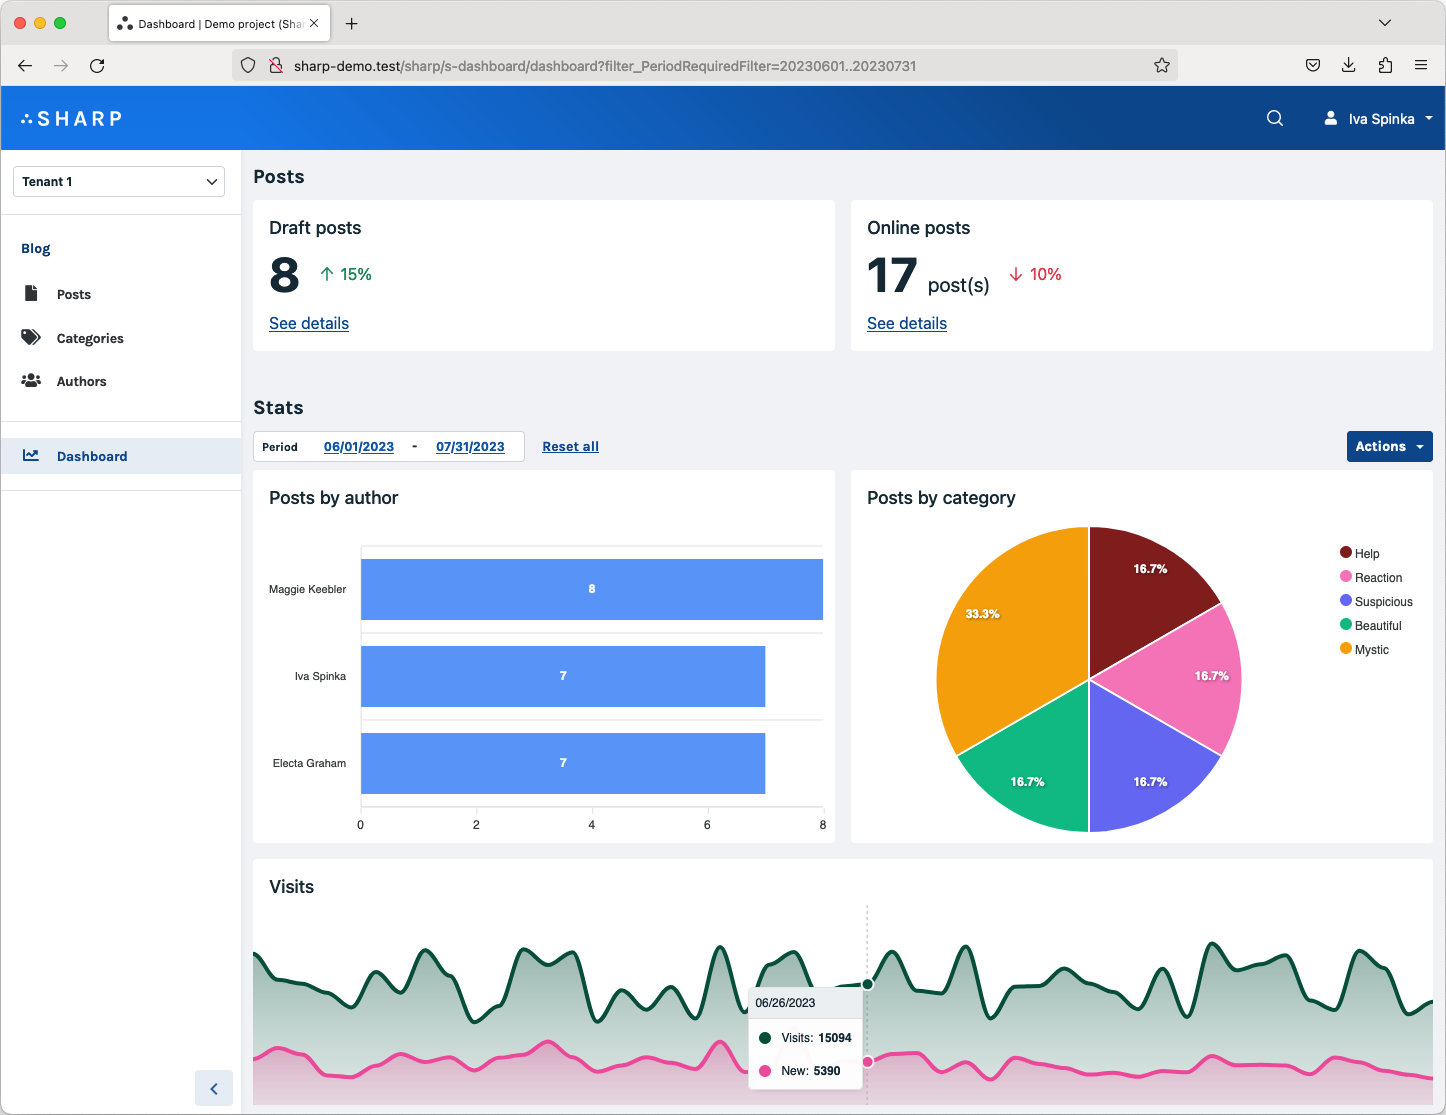 Dashboard | Demo project (Shar
sharp-demo.test/sharp/s-dashboard/dashboard?filter_PeriodRequiredFilter=20230601..20230731
SHARP
Iva Spinka
Tenant 1
Blog
Posts
Categories
Authors
Dashboard
Posts
Draft posts
8 15%
See details
Online posts
17 post(s) 10%
See details
Stats
Period 06/01/2023 - 07/31/2023 Reset all
Actions
Posts by author
Maggie Keebler 8
Iva Spinka 7
Electa Graham 7
0 2 4 6 8
Posts by category
16.7%
33.3%
16.7%
16.7%
16.7%
Help
Reaction
Suspicious
Beautiful
Mystic
Visits
06/26/2023
Visits: 15094
New: 5390